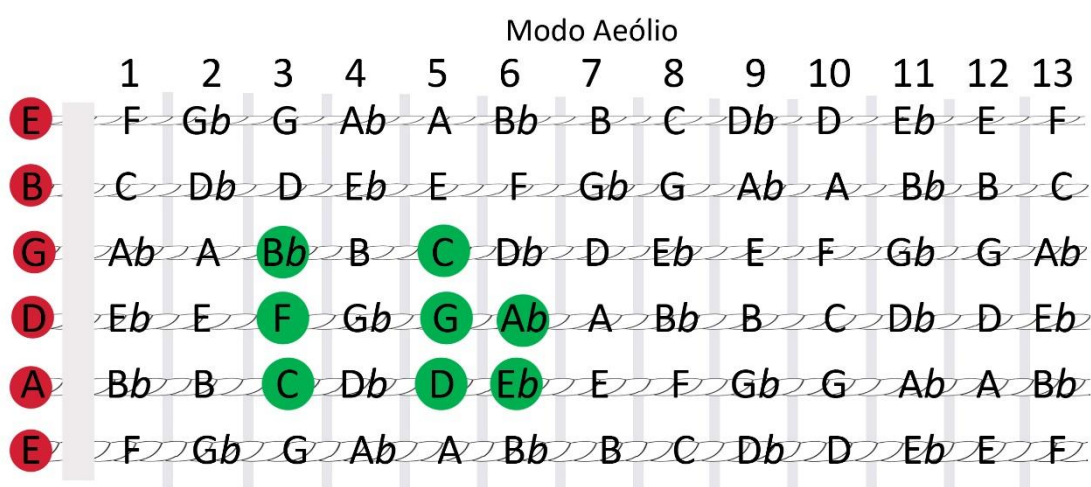 Modo Aeólio
1 2 3 4 5 6 7 8 9 10 11 12 13
E F Gb G Ab A Bb B C Db D Eb E F
B C Db D Eb E F Gb G Ab A Bb B C
G Ab A Bb B C Db D Eb E F Gb G Ab
D Eb E F Gb G Ab A Bb B C Db D Eb
A Bb B C Db D Eb E F Gb G Ab A Bb
E F Gb G Ab A Bb B C Db D Eb E F